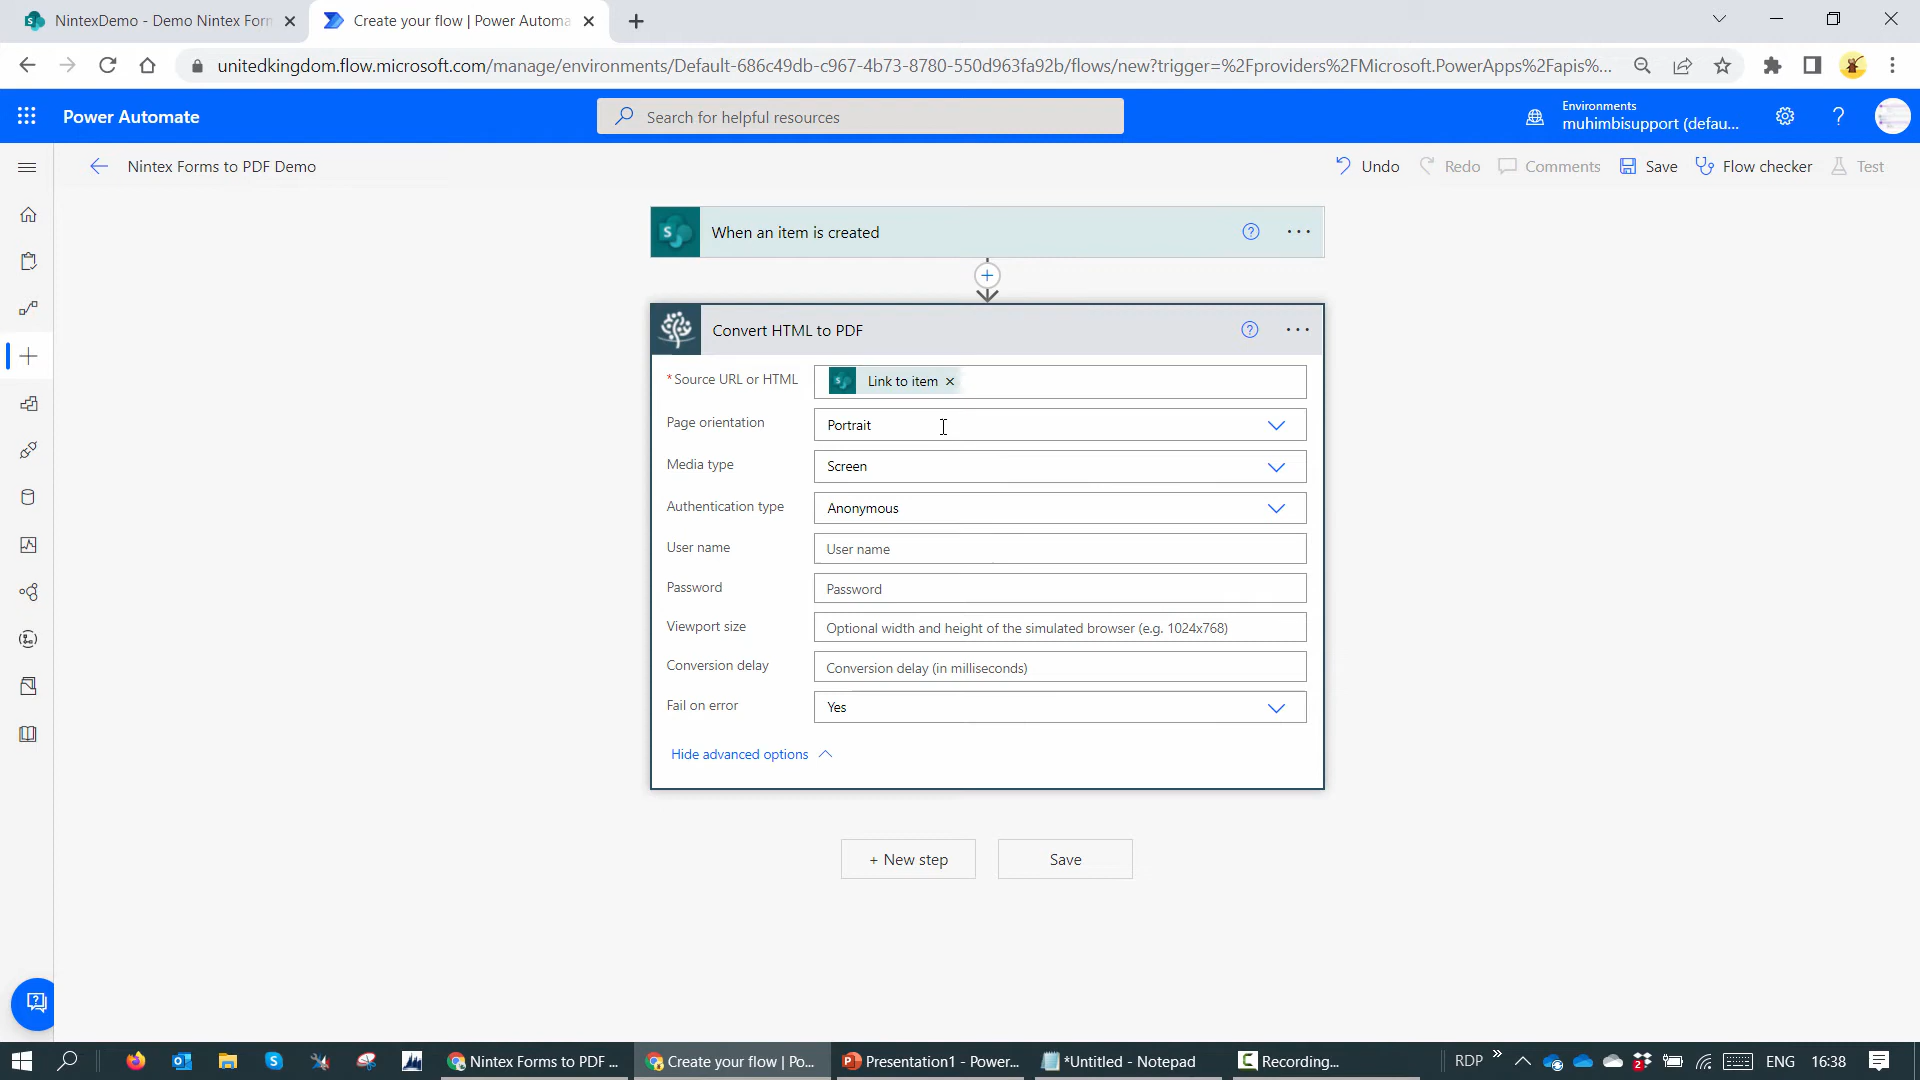 NintexDemo - Demo Nintex Form
Create your flow | Power Automa
unitedkingdom.flow.microsoft.com/manage/environments/Default-686c49db-c967-4b73-8780-550d963fa92b/flows/new?trigger=%2Fproviders%2FMicrosoft.PowerApps%2Fapis%...
Power Automate
Search for helpful resources
Environments
muhimbisupport (defau...
Nintex Forms to PDF Demo
Undo
Redo
Comments
Save
Flow checker
Test
When an item is created
Convert HTML to PDF
*Source URL or HTML
Link to item
Page orientation
Portrait
Media type
Screen
Authentication type
Anonymous
User name
User name
Password
Password
Viewport size
Optional width and height of the simulated browser (e.g. 1024x768)
Conversion delay
Conversion delay (in milliseconds)
Fail on error
Yes
Hide advanced options
+ New step
Save
Nintex Forms to PDF ...
Create your flow | Po...
Presentation1 - Power...
*Untitled - Notepad
Recording...
RDP
ENG
16:38